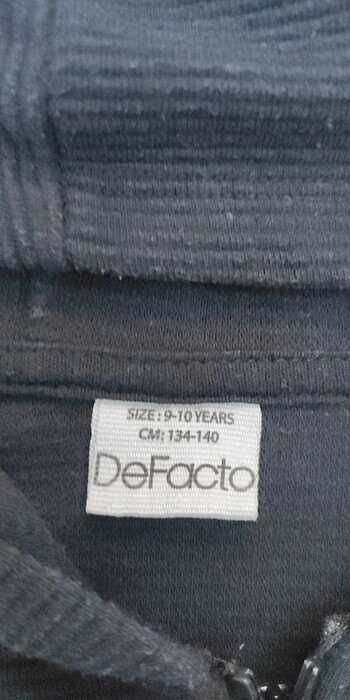 SIZE: 9-10 YEARS
CM: 134-140
DeFacto